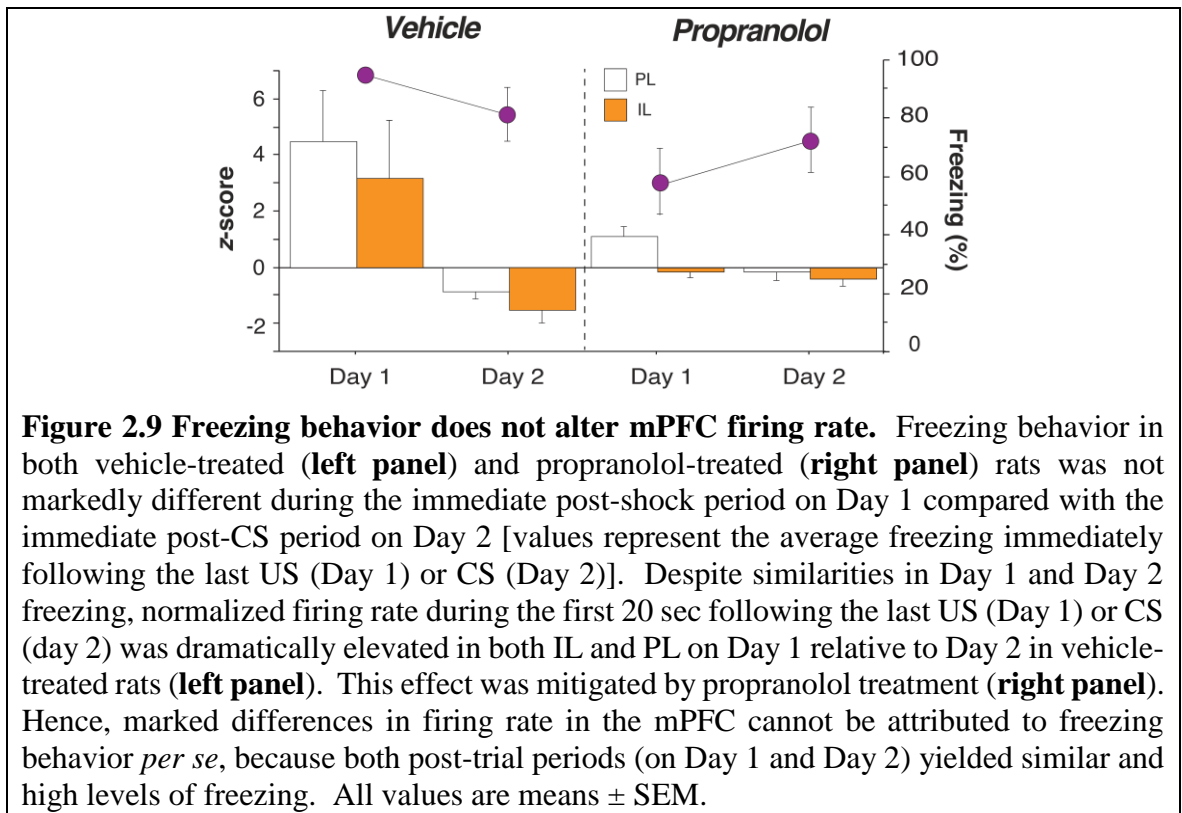 Vehicle Propranolol
100
80
60
40
20
0
Freezing (%)
6
4
2
0
-2
z-score
PL
IL
Day 1 Day 2 Day 1 Day 2
Figure 2.9 Freezing behavior does not alter mPFC firing rate. Freezing behavior in
both vehicle-treated (left panel) and propranolol-treated (right panel) rats was not
markedly different during the immediate post-shock period on Day 1 compared with the
immediate post-CS period on Day 2 [values represent the average freezing immediately
following the last US (Day 1) or CS (Day 2)]. Despite similarities in Day 1 and Day 2
freezing, normalized firing rate during the first 20 sec following the last US (Day 1) or CS
(day 2) was dramatically elevated in both IL and PL on Day 1 relative to Day 2 in vehicle-
treated rats (left panel). This effect was mitigated by propranolol treatment (right panel).
Hence, marked differences in firing rate in the mPFC cannot be attributed to freezing
behavior per se, because both post-trial periods (on Day 1 and Day 2) yielded similar and
high levels of freezing. All values are means ± SEM.